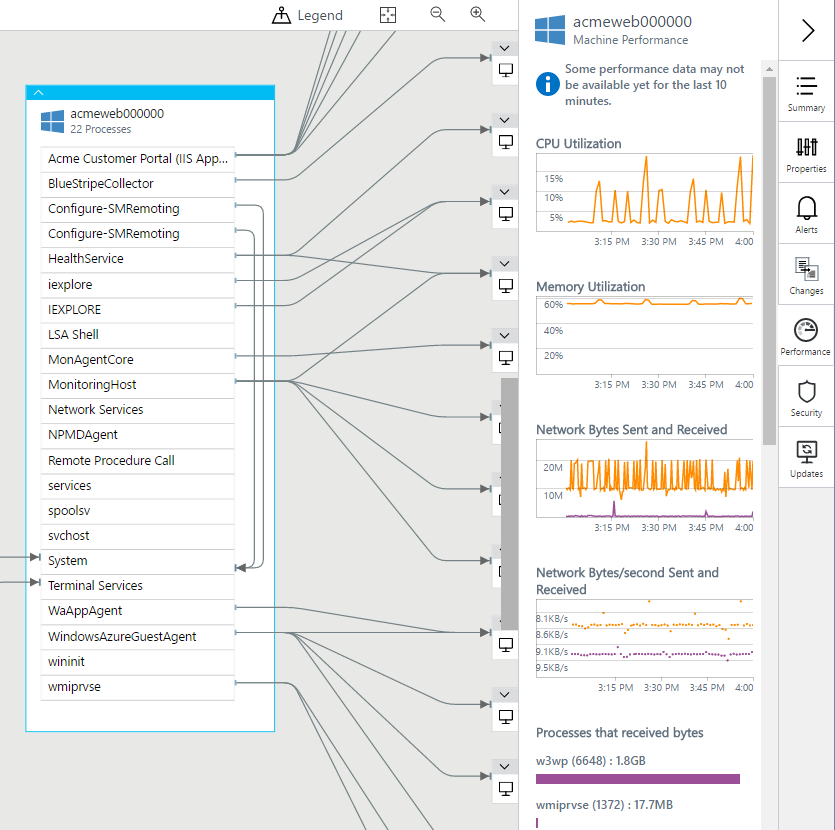 Legend
acmeweb000000
22 Processes
Acme Customer Portal (IIS App...
BlueStripeCollector
Configure-SMRemoting
Configure-SMRemoting
HealthService
iexplore
IEXPLORE
LSA Shell
MonAgentCore
MonitoringHost
Network Services
NPMDAgent
Remote Procedure Call
services
spoolsv
svchost
System
Terminal Services
WaAppAgent
WindowsAzureGuestAgent
wininit
wmiprvse
acmeweb000000
Machine Performance
Some performance data may not
be available yet for the last 10
minutes.
CPU Utilization
15%
10%
5%
3:15 PM 3:30 PM 3:45 PM 4:00
Memory Utilization
60%
40%
20%
3:15 PM 3:30 PM 3:45 PM 4:00
Network Bytes Sent and Received
20M
10M
3:15 PM 3:30 PM 3:45 PM 4:00
Network Bytes/second Sent and
Received
8.1KB/s
8.6KB/s
9.1KB/s
9.5KB/s
3:15 PM 3:30 PM 3:45 PM 4:00
Processes that received bytes
w3wp (6648) : 1.8GB
wmiprvse (1372) : 17.7MB
Summary
Properties
Alerts
Changes
Performance
Security
Updates